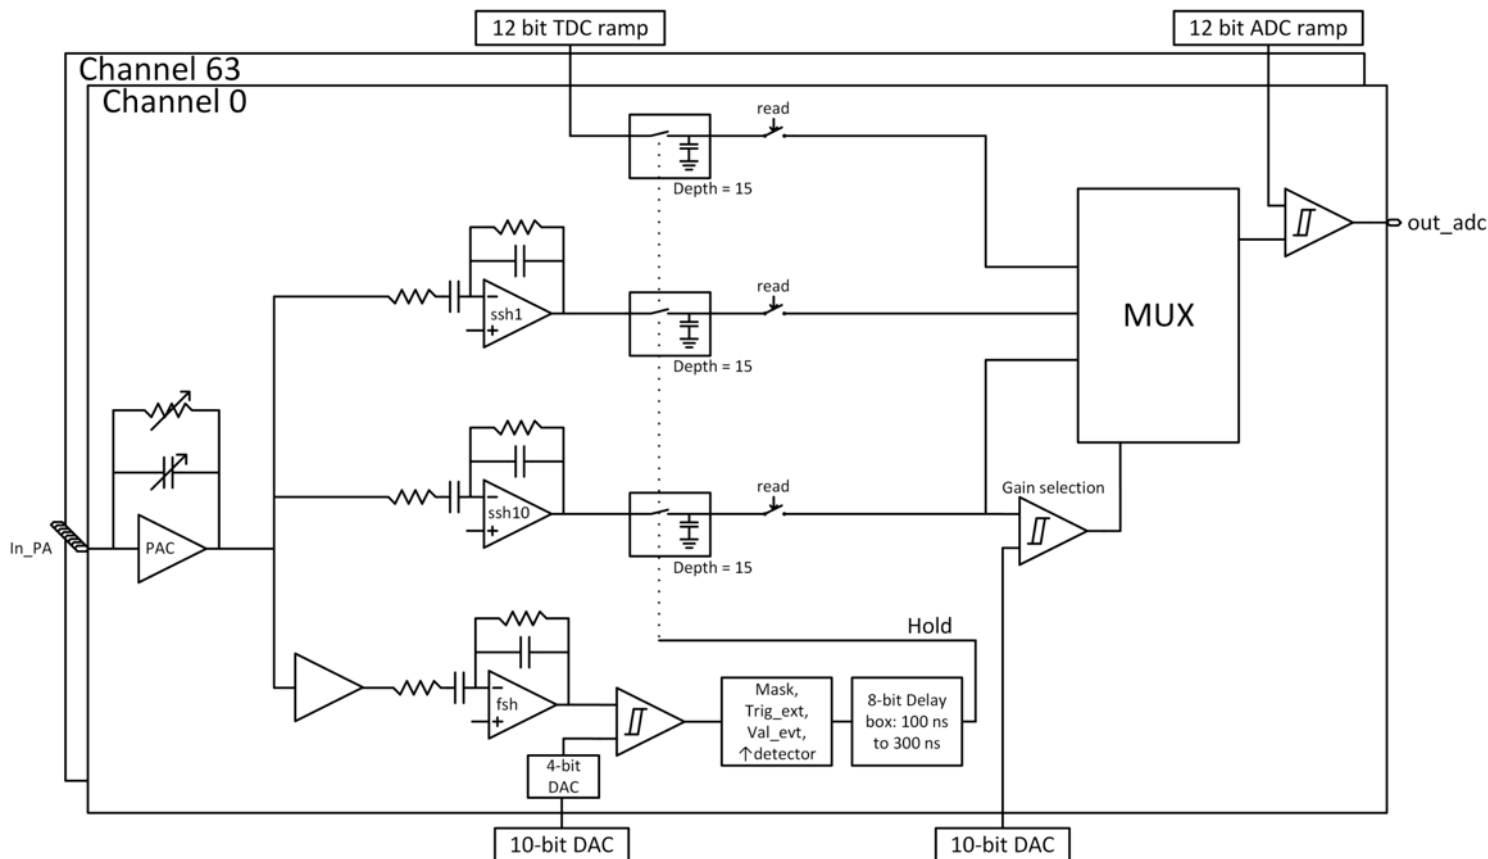 12 bit TDC ramp
12 bit ADC ramp
Channel 63
Channel 0
read
Depth = 15
out_adc
read
ssh1
MUX
Depth = 15
read
Gain selection
ssh10
In_PA
PAC
Depth = 15
Hold
fsh
Mask,
Trig_ext,
Val_evt,
↑detector
8-bit Delay
box: 100 ns
to 300 ns
4-bit
DAC
10-bit DAC
10-bit DAC